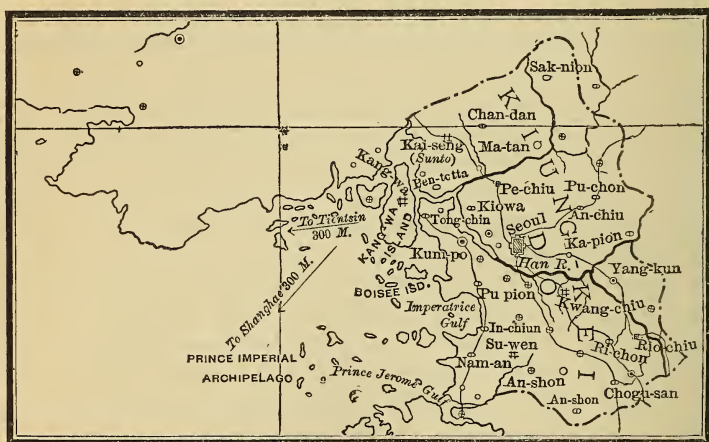 Sak-nion
KIUNG
Chan-dan
Ma-tan
Kai-seng
(Sunto)
Pen-tetta
Kang-wa
KANG-WA
ISLAND
Pe-chiu
Pu-chon
Kiowa
Tong-chin
An-chiu
Seoul
Ka-pion
To Tientsin
300 M.
Han R.
Kum-po
DO
Yang-kun
BOISEE ISD.
Pu pion
Kwang-chiu
To Shanghae 300 M.
Imperatrice
Gulf
KEI
In-chiun
Rio-chiu
Su-wen
Ri-chon
PRINCE IMPERIAL
ARCHIPELAGO
Nam-an
Prince Jerome Gulf
An-shon
An-shon
Chogu-san